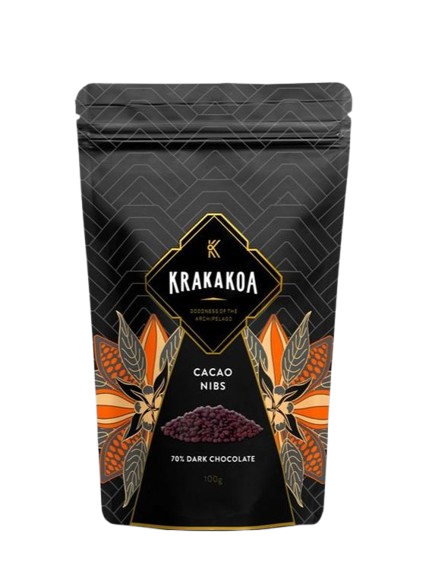 KRAKAKOA
GOODNESS OF THE
ARCHIPELAGO
CACAO
NIBS
70% DARK CHOCOLATE
100g